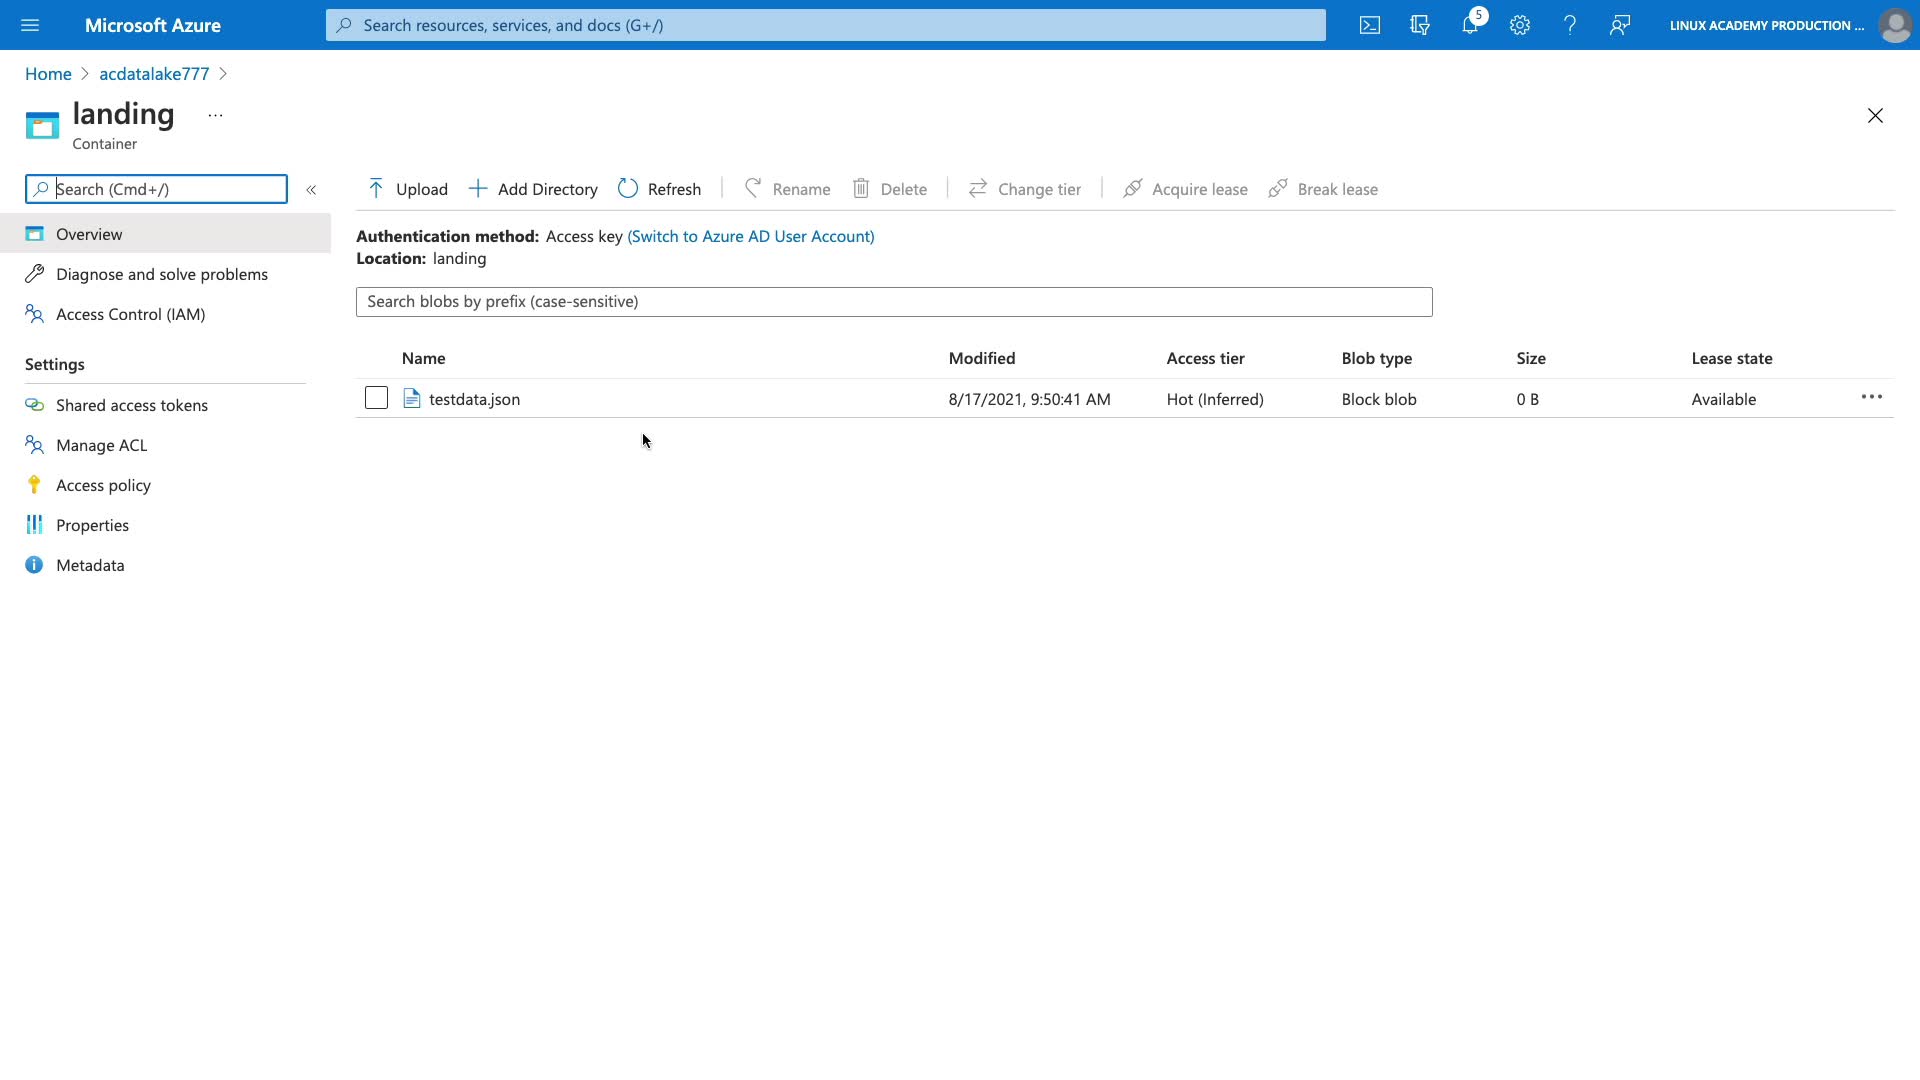 Microsoft Azure
Search resources, services, and docs (G+/)
5
LINUX ACADEMY PRODUCTION ...
Home > acdatalake777 >
landing ...
Container
Search (Cmd+/)
«
Upload
Add Directory
Refresh
Rename
Delete
Change tier
Acquire lease
Break lease
Overview
Diagnose and solve problems
Access Control (IAM)
Settings
Shared access tokens
Manage ACL
Access policy
Properties
Metadata
Authentication method: Access key (Switch to Azure AD User Account)
Location: landing
Search blobs by prefix (case-sensitive)
Name Modified Access tier Blob type Size Lease state
testdata.json 8/17/2021, 9:50:41 AM Hot (Inferred) Block blob 0 B Available ...